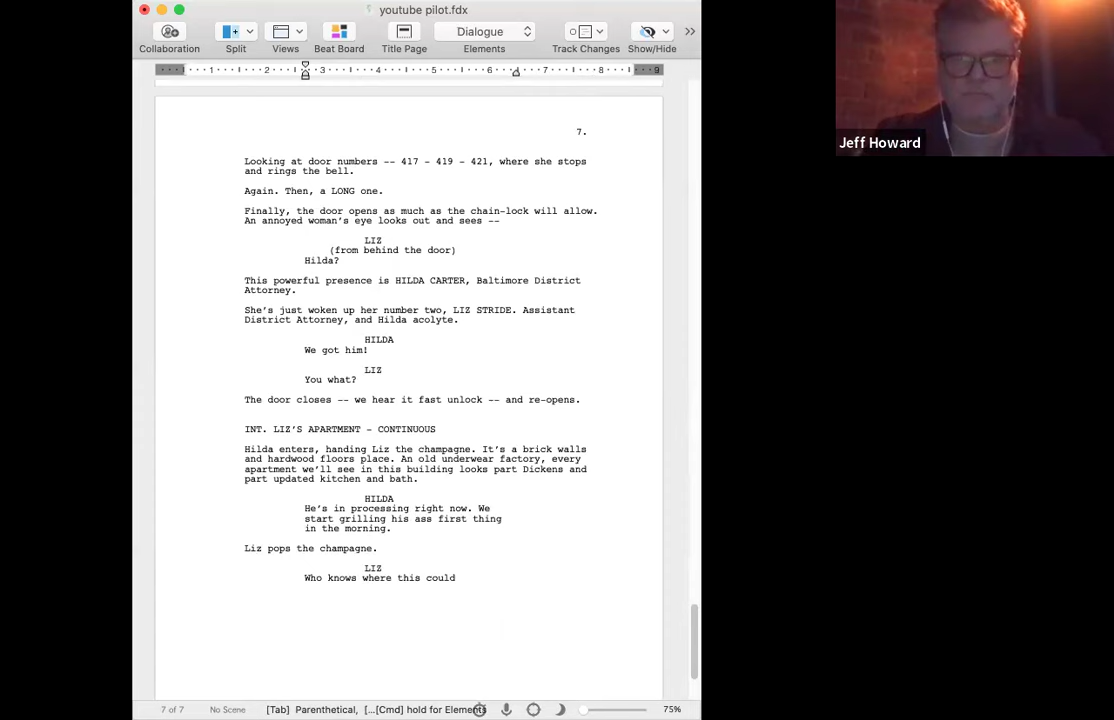 youtube pilot.fdx
Dialogue
Collaboration Split Views Beat Board Title Page Elements Track Changes Show/Hide
1 2 3 4 5 6 7 8 9
7.
Looking at door numbers -- 417 - 419 - 421, where she stops
and rings the bell.
Again. Then, a LONG one.
Finally, the door opens as much as the chain-lock will allow.
An annoyed woman's eye looks out and sees --
LIZ
(from behind the door)
Hilda?
This powerful presence is HILDA CARTER, Baltimore District
Attorney.
She's just woken up her number two, LIZ STRIDE. Assistant
District Attorney, and Hilda acolyte.
HILDA
We got him!
LIZ
You what?
The door closes -- we hear it fast unlock -- and re-opens.
INT. LIZ'S APARTMENT - CONTINUOUS
Hilda enters, handing Liz the champagne. It's a brick walls
and hardwood floors place. An old underwear factory, every
apartment we'll see in this building looks part Dickens and
part updated kitchen and bath.
HILDA
He's in processing right now. We
start grilling his ass first thing
in the morning.
Liz pops the champagne.
LIZ
Who knows where this could
7 of 7 No Scene [Tab] Parenthetical, [...[Cmd] hold for Elements 75%
Jeff Howard